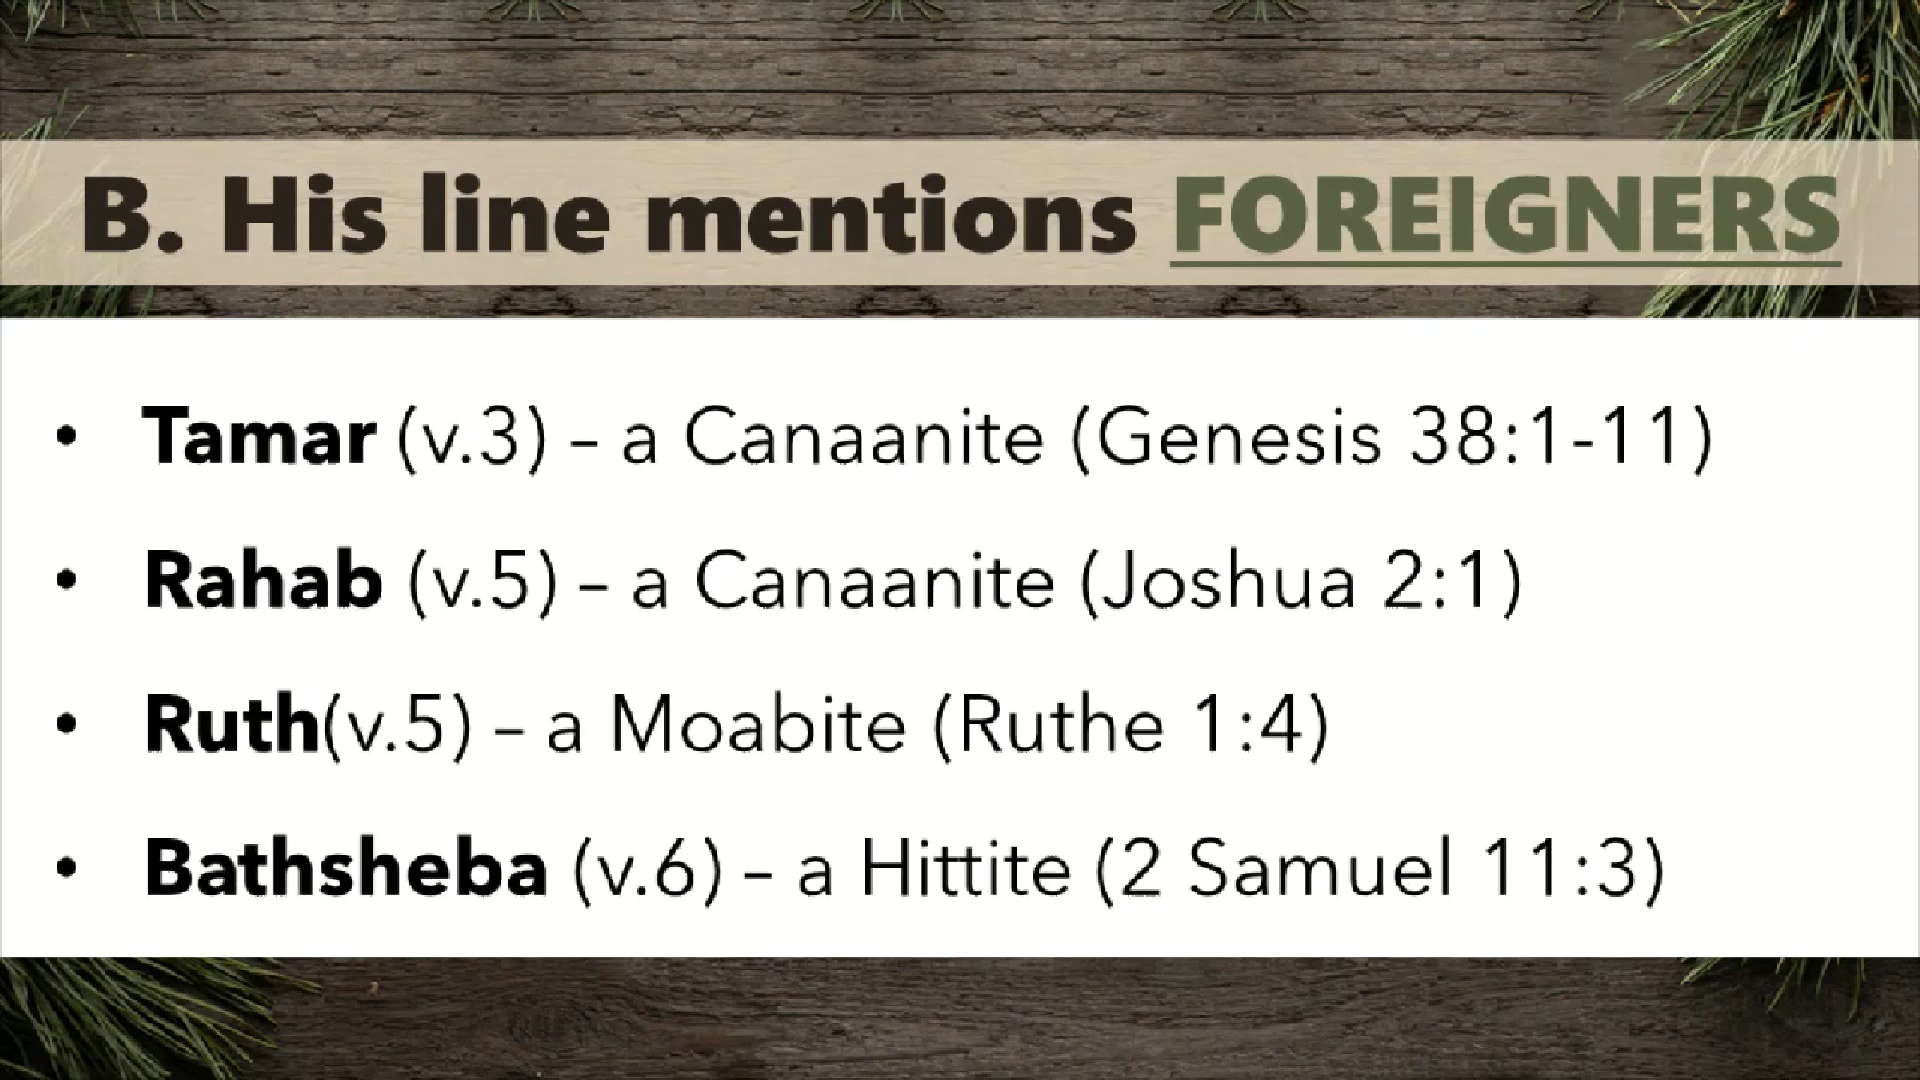 B. His line mentions FOREIGNERS
• Tamar (v.3) – a Canaanite (Genesis 38:1-11)
• Rahab (v.5) – a Canaanite (Joshua 2:1)
• Ruth(v.5) – a Moabite (Ruthe 1:4)
• Bathsheba (v.6) – a Hittite (2 Samuel 11:3)